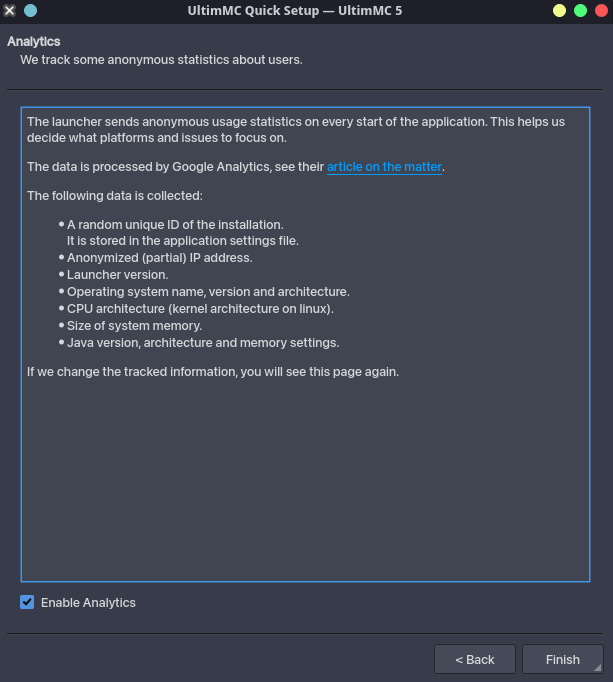 UltimMC Quick Setup — UltimMC 5
Analytics
We track some anonymous statistics about users.
The launcher sends anonymous usage statistics on every start of the application. This helps us
decide what platforms and issues to focus on.
The data is processed by Google Analytics, see their article on the matter.
The following data is collected:
• A random unique ID of the installation.
It is stored in the application settings file.
• Anonymized (partial) IP address.
• Launcher version.
• Operating system name, version and architecture.
• CPU architecture (kernel architecture on linux).
• Size of system memory.
• Java version, architecture and memory settings.
If we change the tracked information, you will see this page again.
Enable Analytics
< Back
Finish